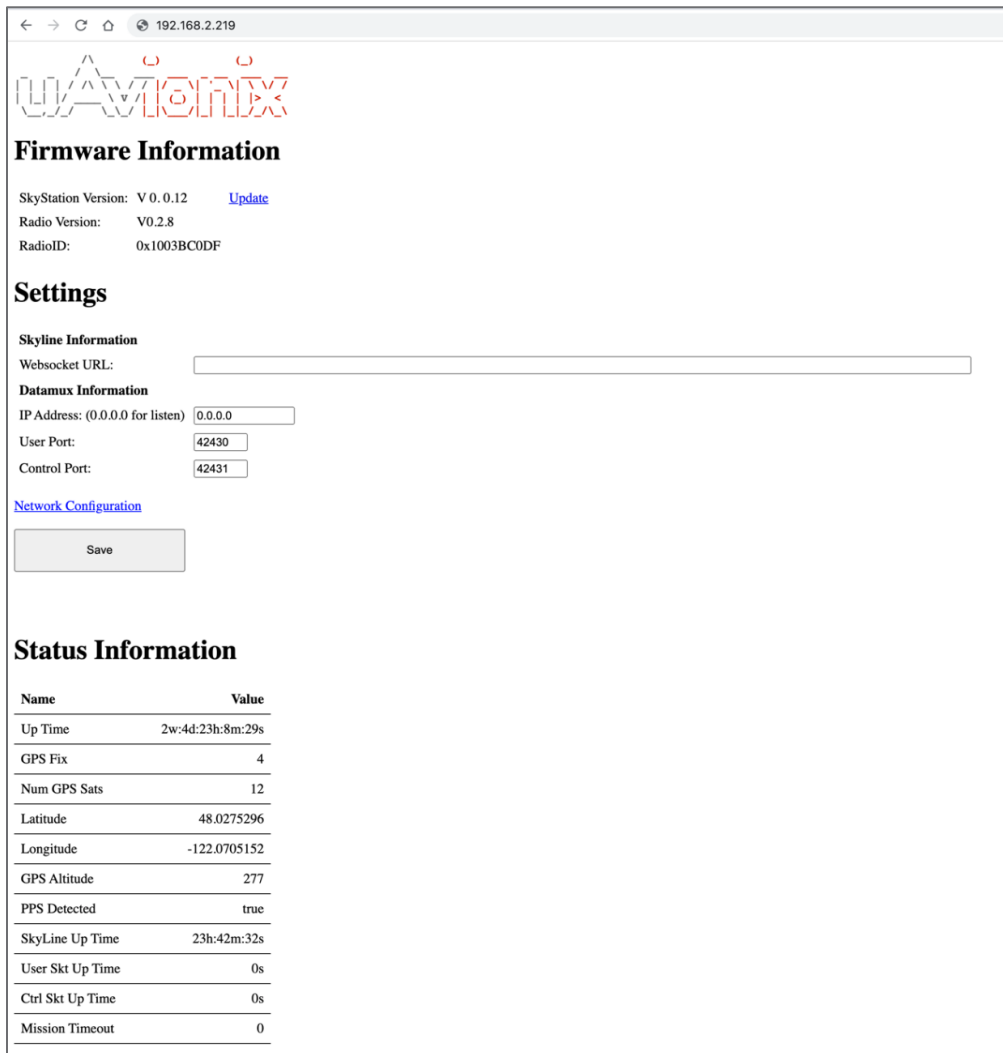 192.168.2.219
uAvionix
Firmware Information
SkyStation Version: V 0. 0.12 Update
Radio Version: V0.2.8
RadioID: 0x1003BC0DF
Settings
Skyline Information
Websocket URL:
Datamux Information
IP Address: (0.0.0.0 for listen) 0.0.0.0
User Port: 42430
Control Port: 42431
Network Configuration
Save
Status Information
Name Value
Up Time 2w:4d:23h:8m:29s
GPS Fix 4
Num GPS Sats 12
Latitude 48.0275296
Longitude -122.0705152
GPS Altitude 277
PPS Detected true
SkyLine Up Time 23h:42m:32s
User Skt Up Time 0s
Ctrl Skt Up Time 0s
Mission Timeout 0